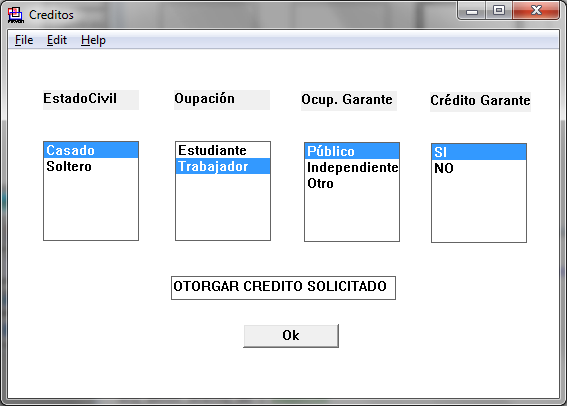 Creditos
File Edit Help
EstadoCivil Oupación Ocup. Garante Crédito Garante
Casado Estudiante Público SI
Soltero Trabajador Independiente NO
Otro
OTORGAR CREDITO SOLICITADO
Ok